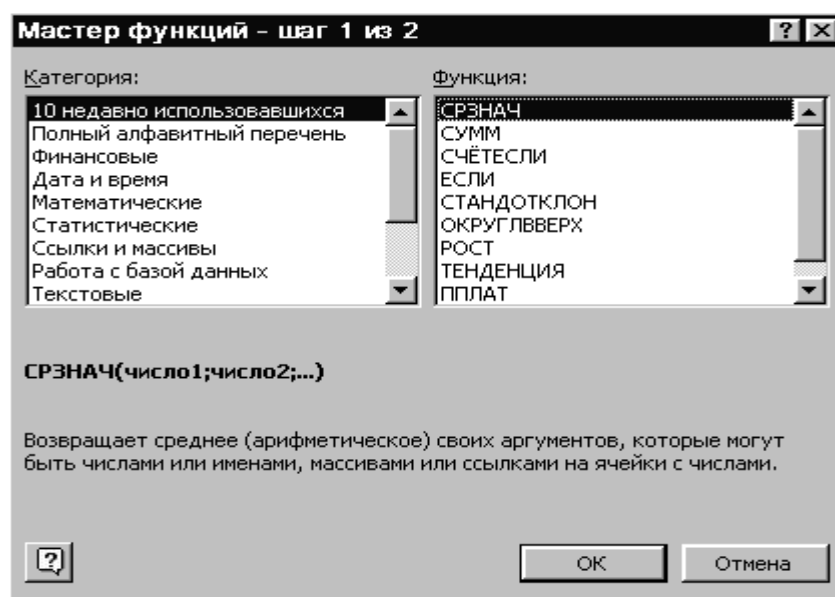 Мастер функций - шаг 1 из 2
Категория:
10 недавно использовавшихся
Полный алфавитный перечень
Финансовые
Дата и время
Математические
Статистические
Ссылки и массивы
Работа с базой данных
Текстовые
Функция:
СРЗНАЧ
СУММ
СЧЁТЕСЛИ
ЕСЛИ
СТАНДОТКЛОН
ОКРУГЛВВЕРХ
РОСТ
ТЕНДЕНЦИЯ
ППЛАТ
СРЗНАЧ(число1;число2;...)
Возвращает среднее (арифметическое) своих аргументов, которые могут
быть числами или именами, массивами или ссылками на ячейки с числами.
ОК
Отмена